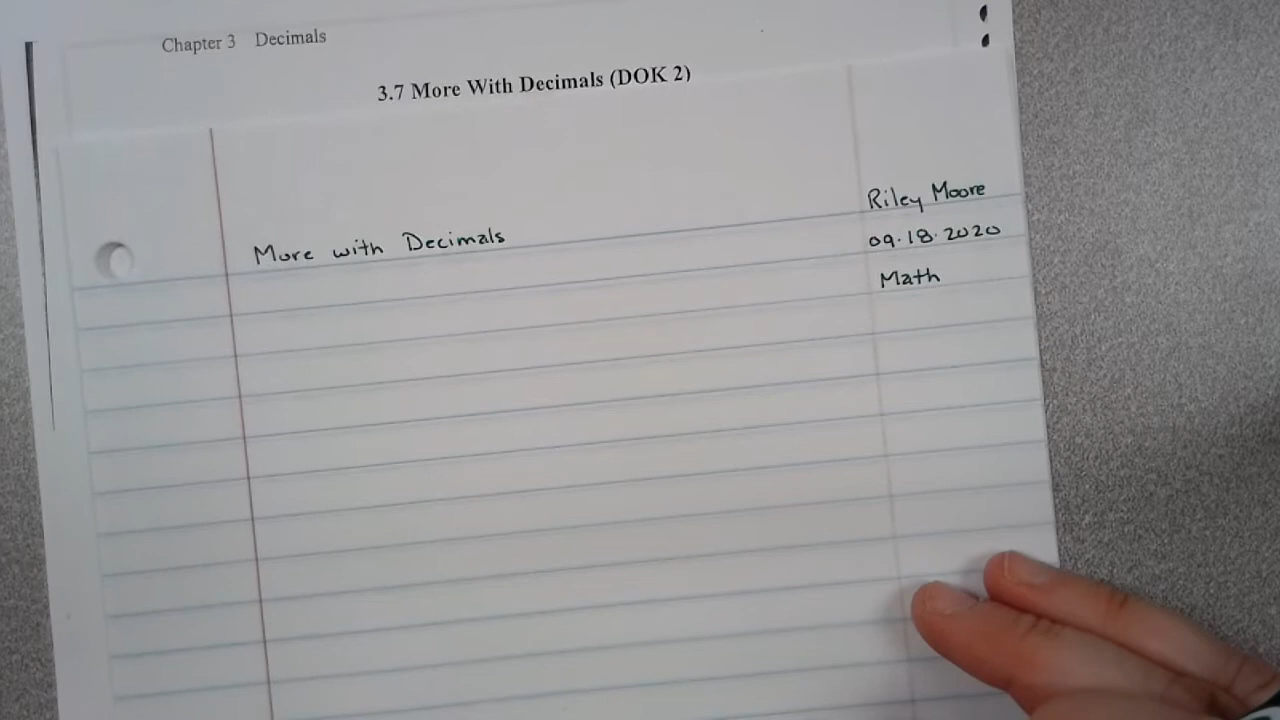 Chapter 3 Decimals
3.7 More With Decimals (DOK 2)
Riley Moore
More with Decimals
09.18.2020
Math